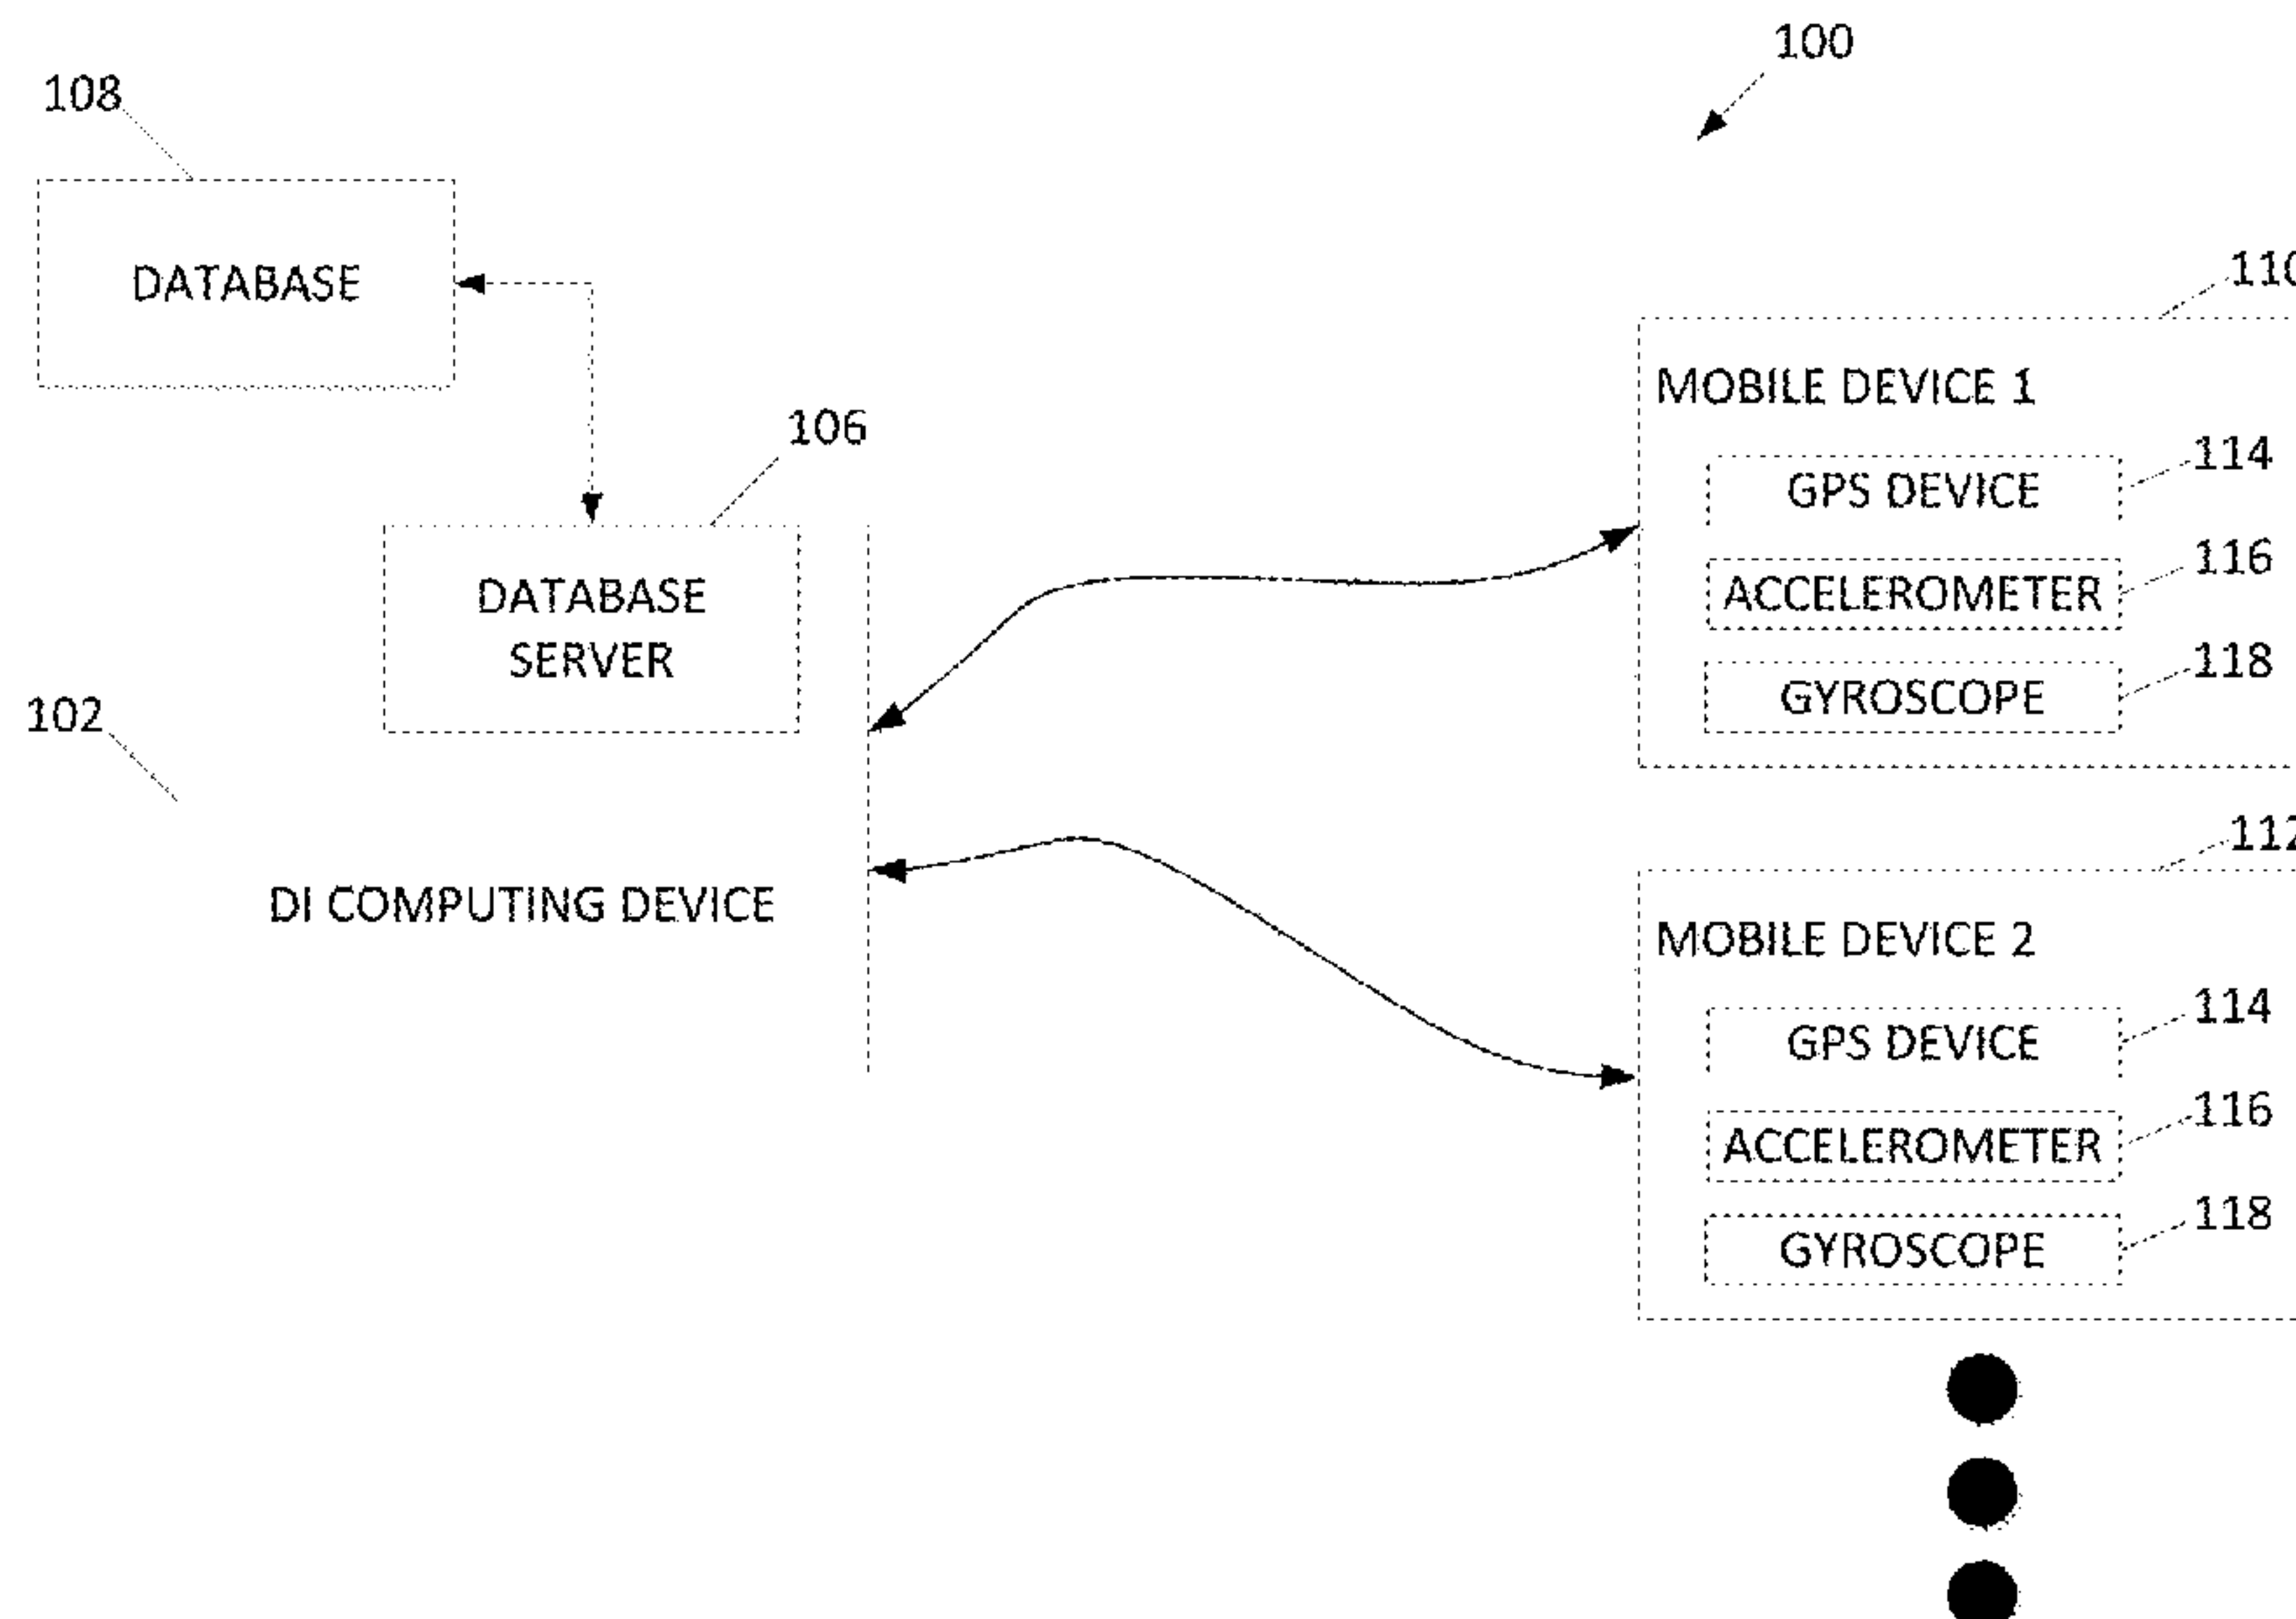 100
108
DATABASE
110
MOBILE DEVICE 1
106
114
GPS DEVICE
116
ACCELEROMETER
DATABASE
SERVER
118
GYROSCOPE
102
112
DI COMPUTING DEVICE
MOBILE DEVICE 2
114
GPS DEVICE
116
ACCELEROMETER
118
GYROSCOPE